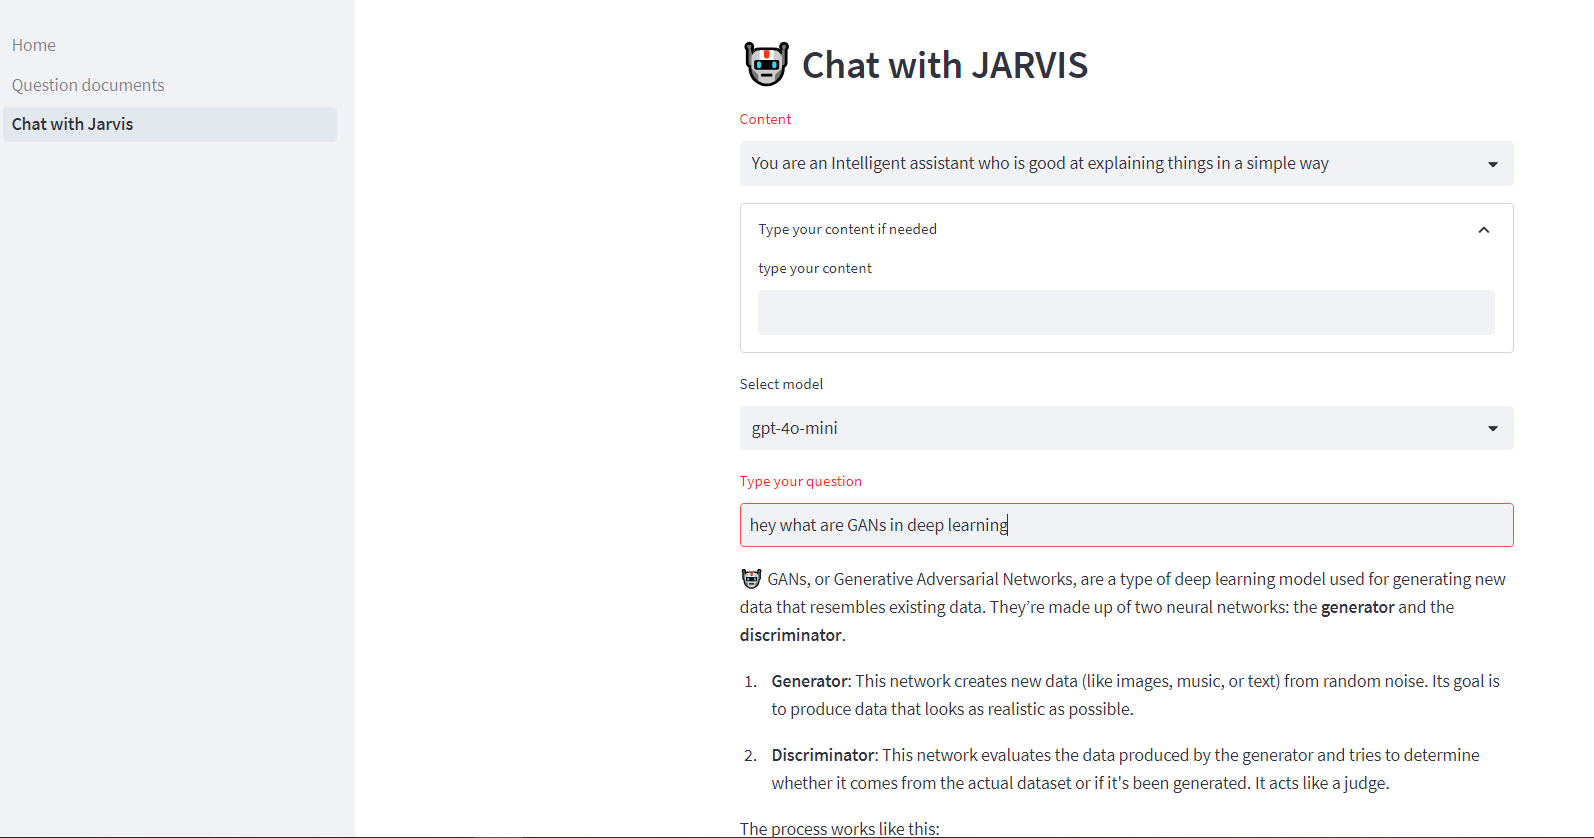 Home
Question documents
Chat with Jarvis
Chat with JARVIS
Content
You are an Intelligent assistant who is good at explaining things in a simple way
Type your content if needed
type your content
Select model
gpt-4o-mini
Type your question
hey what are GANs in deep learning
GANs, or Generative Adversarial Networks, are a type of deep learning model used for generating new
data that resembles existing data. They’re made up of two neural networks: the generator and the
discriminator.
1. Generator: This network creates new data (like images, music, or text) from random noise. Its goal is
to produce data that looks as realistic as possible.
2. Discriminator: This network evaluates the data produced by the generator and tries to determine
whether it comes from the actual dataset or if it's been generated. It acts like a judge.
The process works like this: